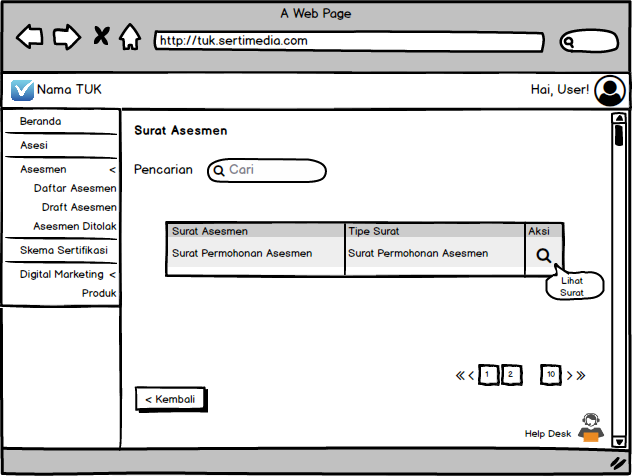 A Web Page
http://tuk.sertimedia.com
Nama TUK
Hai, User!
Beranda
Asesi
Asesmen <
Daftar Asesmen
Draft Asesmen
Asesmen Ditolak
Skema Sertifikasi
Digital Marketing <
Produk
Surat Asesmen
Pencarian Cari
Surat Asesmen Tipe Surat Aksi
Surat Permohonan Asesmen Surat Permohonan Asesmen
Lihat
Surat
« < 1 2 10 > »
< Kembali
Help Desk